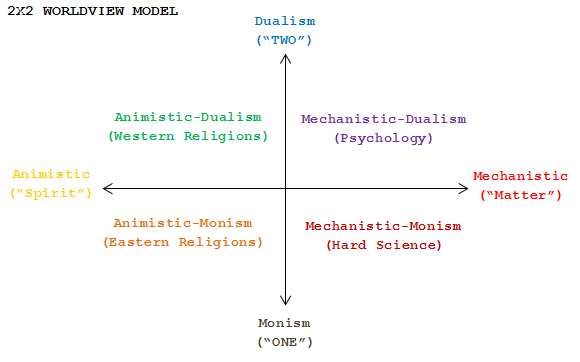 2X2 WORLDVIEW MODEL
Dualism
(“TWO”)
Animistic-Dualism
(Western Religions)
Mechanistic-Dualism
(Psychology)
Animistic
(“Spirit”)
Mechanistic
(“Matter”)
Animistic-Monism
(Eastern Religions)
Mechanistic-Monism
(Hard Science)
Monism
(“ONE”)